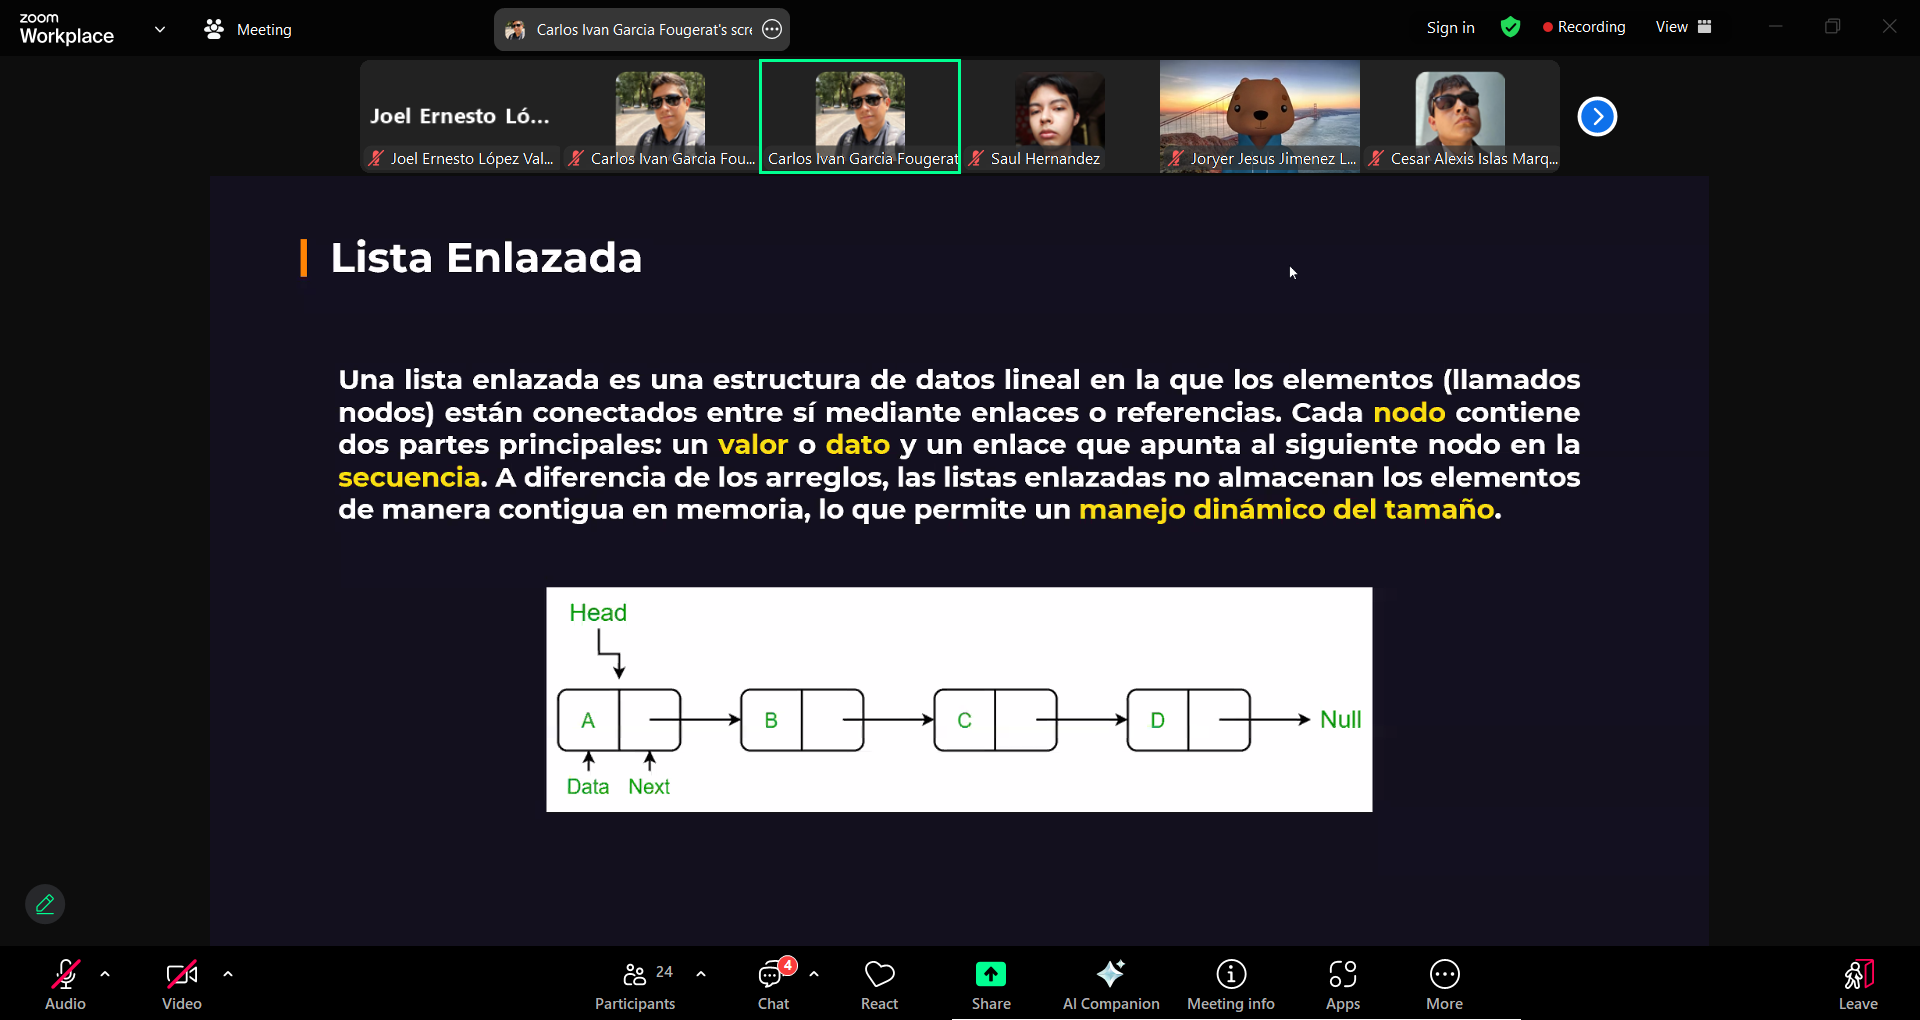 zoom
Workplace
Meeting
Carlos Ivan Garcia Fougerat's scre
Sign in
Recording
View
Joel Ernesto Ló...
Joel Ernesto López Val...
Carlos Ivan Garcia Fou...
Carlos Ivan Garcia Fougerat
Saul Hernandez
Joryer Jesus Jimenez L...
Cesar Alexis Islas Marq...
Lista Enlazada
Una lista enlazada es una estructura de datos lineal en la que los elementos (llamados
nodos) están conectados entre sí mediante enlaces o referencias. Cada nodo contiene
dos partes principales: un valor o dato y un enlace que apunta al siguiente nodo en la
secuencia. A diferencia de los arreglos, las listas enlazadas no almacenan los elementos
de manera contigua en memoria, lo que permite un manejo dinámico del tamaño.
Head
A
B
C
D
Null
Data
Next
24
4
Audio
Video
Participants
Chat
React
Share
AI Companion
Meeting info
Apps
More
Leave